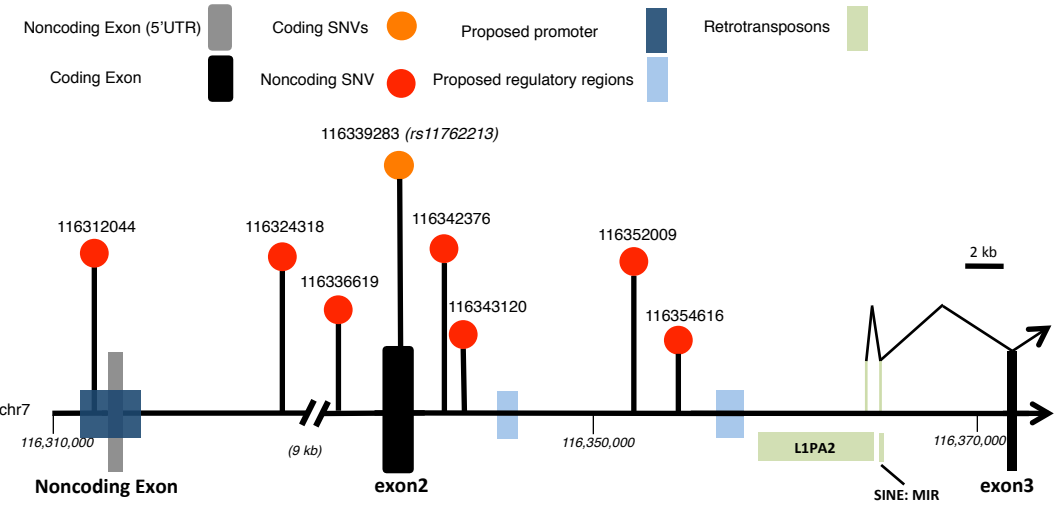 Noncoding Exon (5'UTR)
Coding SNVs
Proposed promoter
Retrotransposons
Coding Exon
Noncoding SNV
Proposed regulatory regions
116339283 (rs11762213)
116312044
116324318
116342376
116352009
2 kb
116336619
116343120
116354616
chr7
116,310,000
(9 kb)
116,350,000
116,370,000
L1PA2
Noncoding Exon
exon2
exon3
SINE: MIR